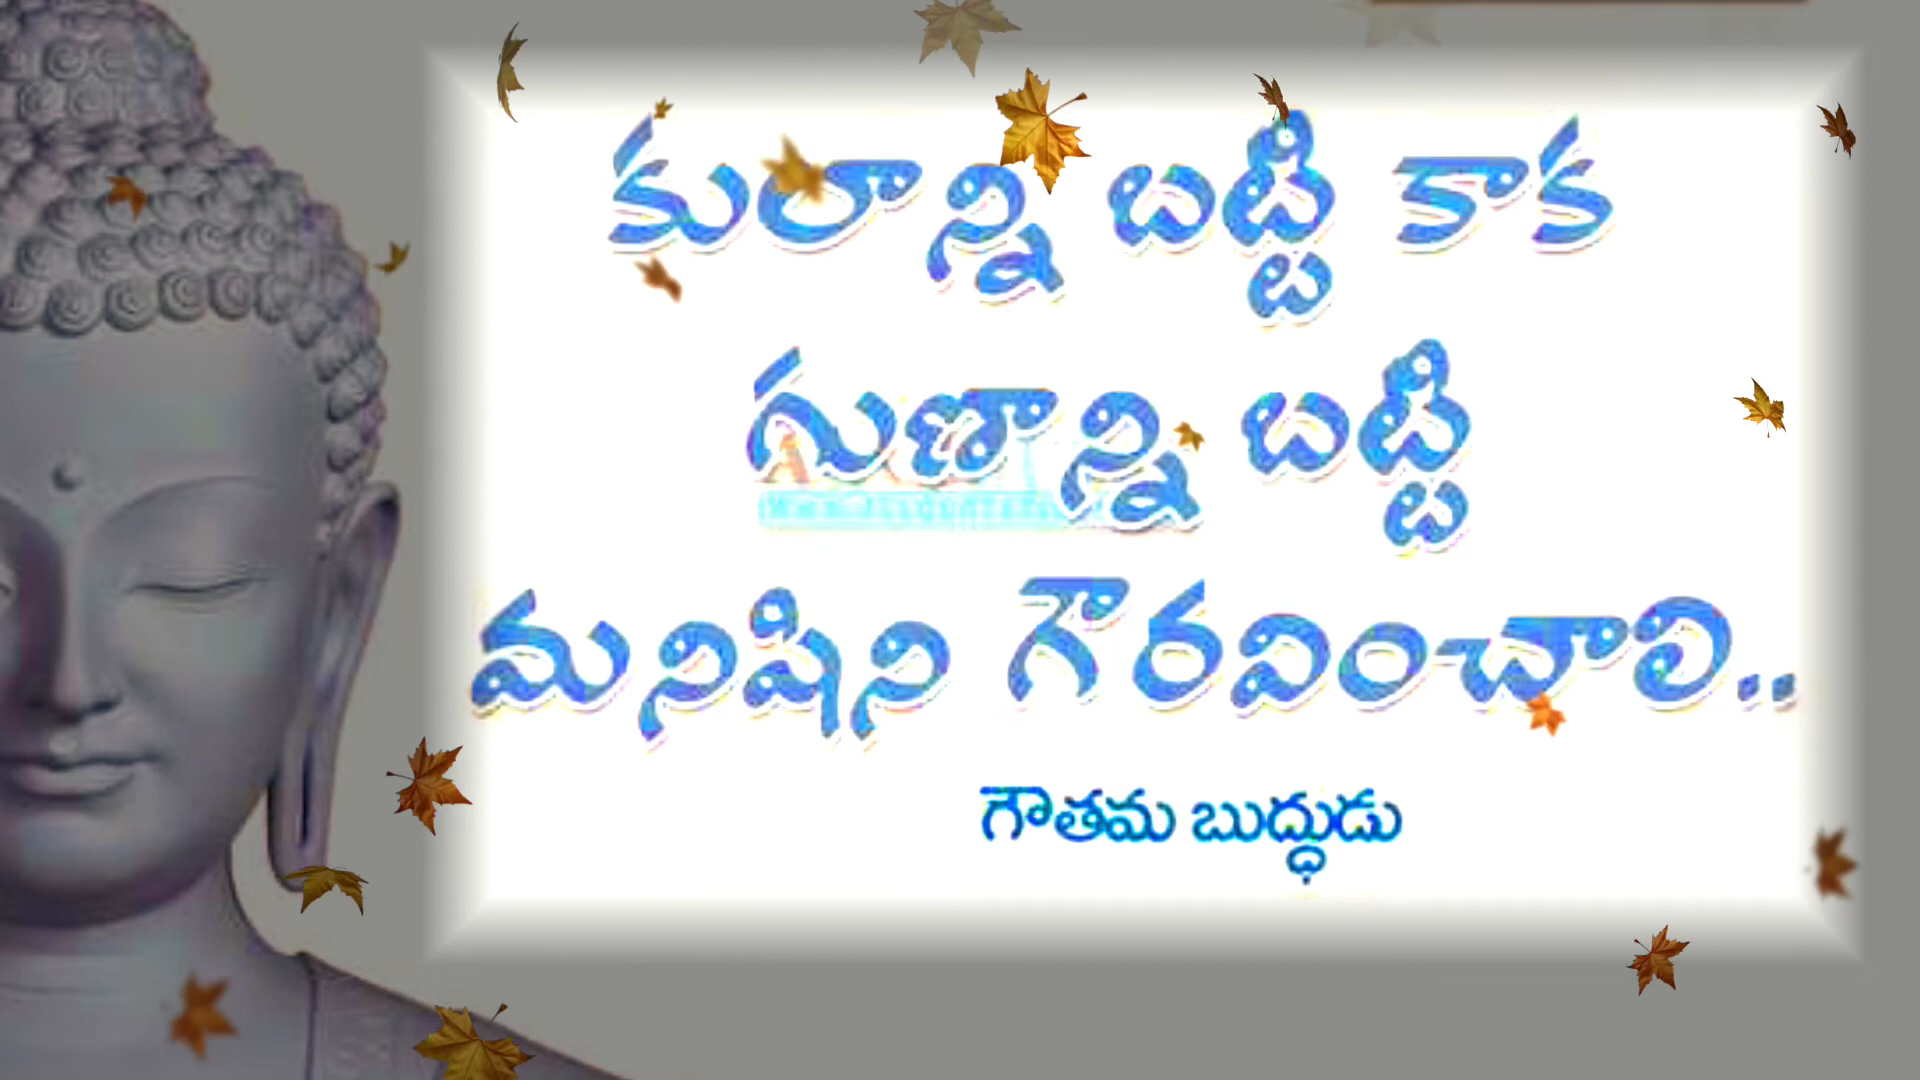 కులాన్ని బట్టి కాక
గుణాన్ని బట్టి
మనిషిని గౌరవించాలి..
గౌతమ బుద్ధుడు